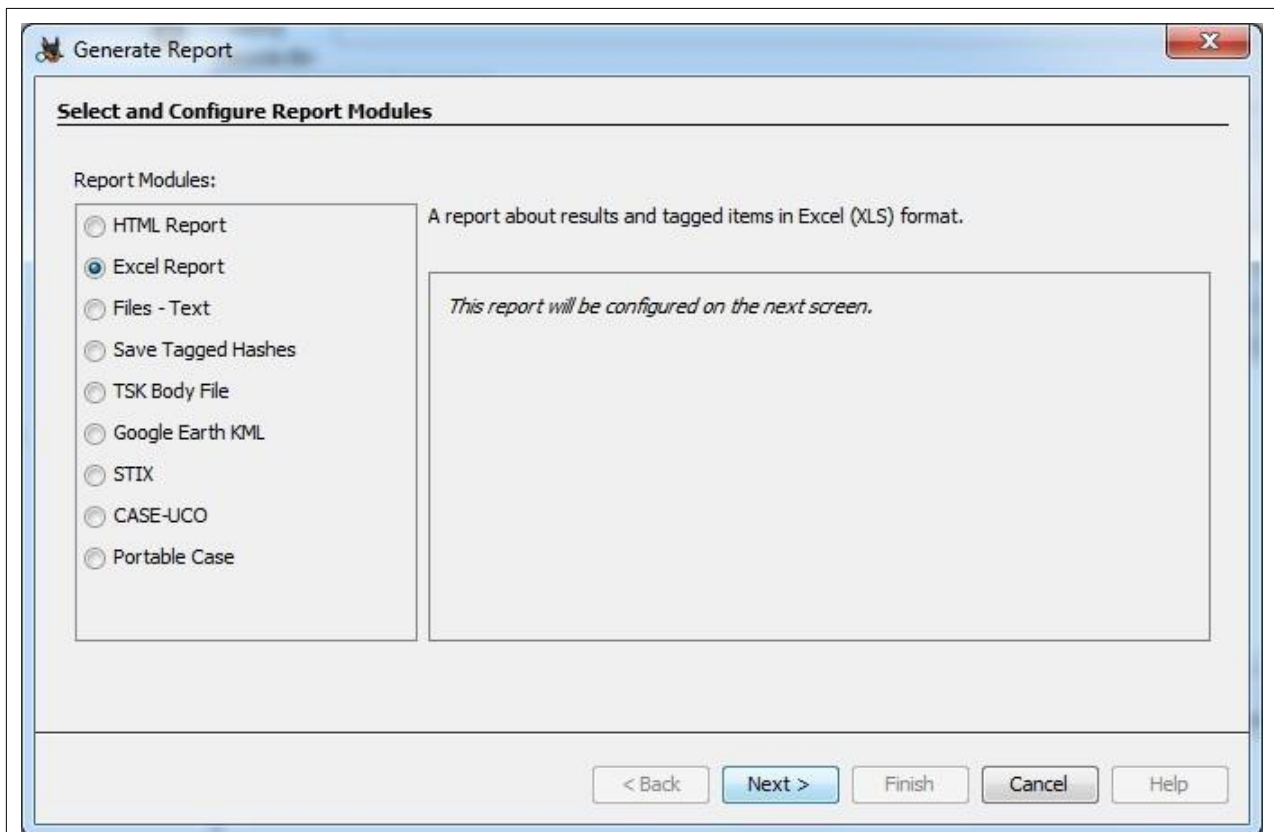 Generate Report
Select and Configure Report Modules
Report Modules:
HTML Report
Excel Report
Files - Text
Save Tagged Hashes
TSK Body File
Google Earth KML
STIX
CASE-UCO
Portable Case
A report about results and tagged items in Excel (XLS) format.
This report will be configured on the next screen.
< Back
Next >
Finish
Cancel
Help